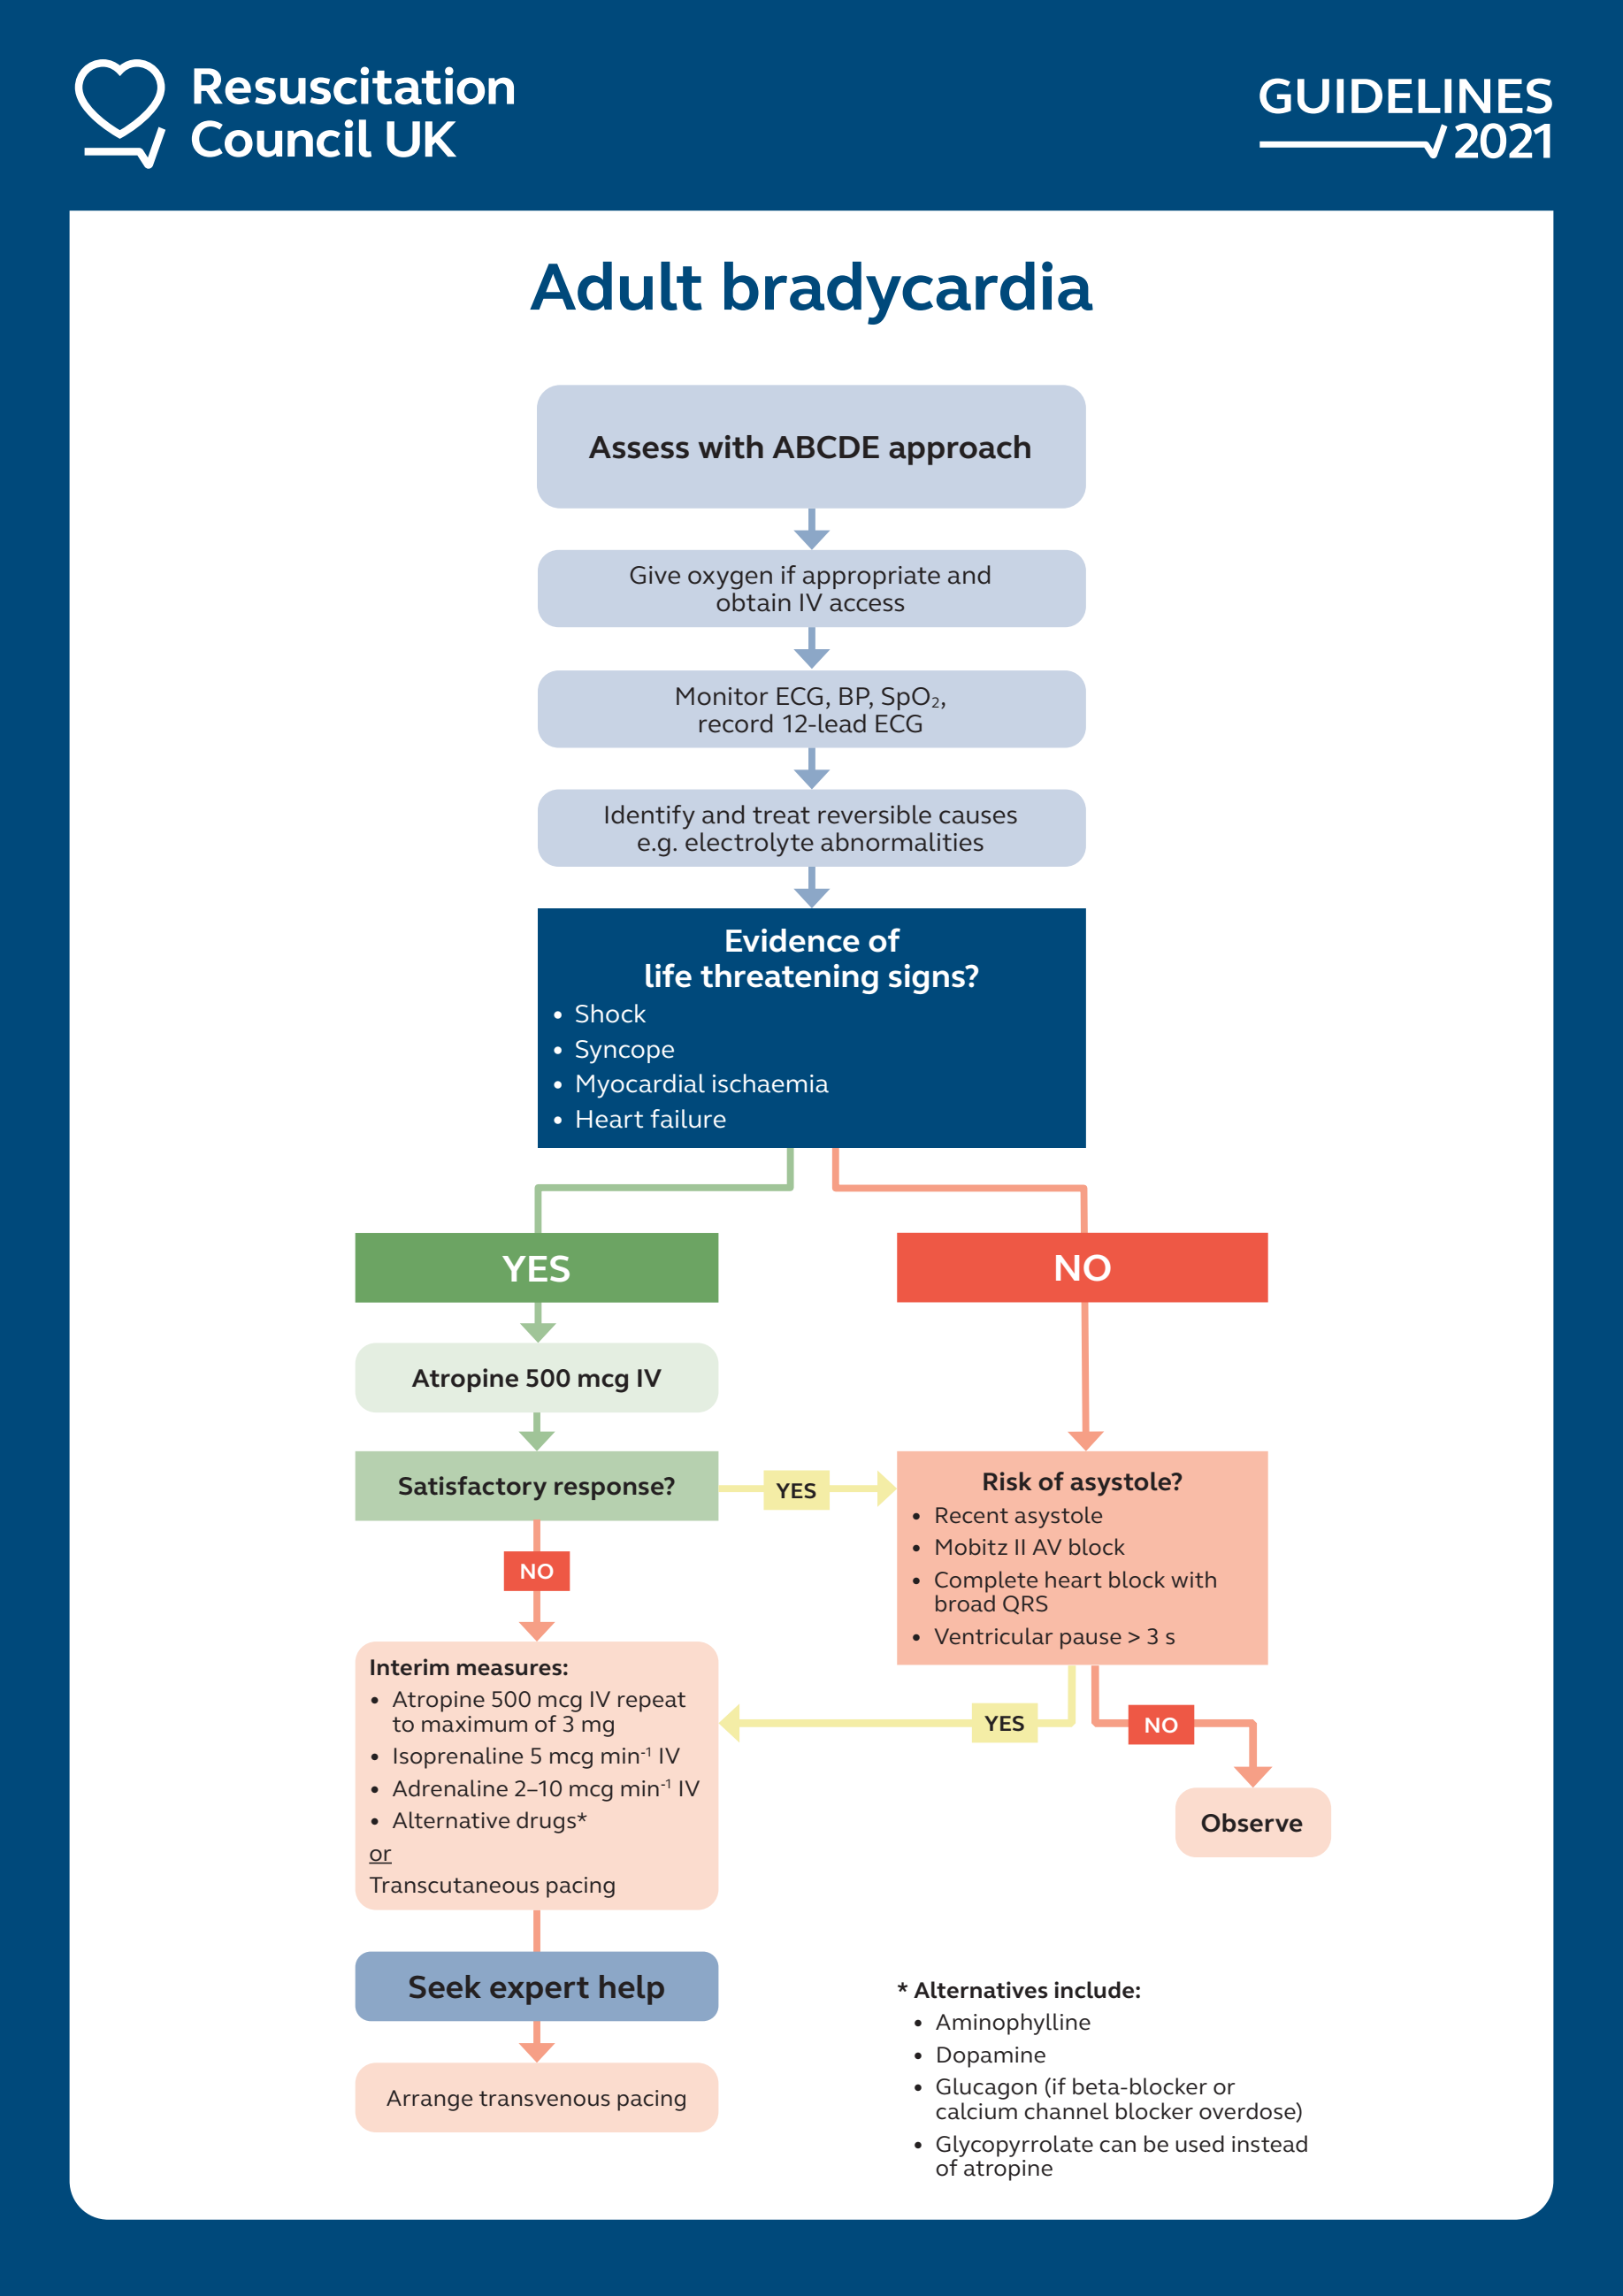 Resuscitation
Council UK
GUIDELINES
2021
Adult bradycardia
Assess with ABCDE approach
Give oxygen if appropriate and
obtain IV access
Monitor ECG, BP, SpO₂,
record 12-lead ECG
Identify and treat reversible causes
e.g. electrolyte abnormalities
Evidence of
life threatening signs?
• Shock
• Syncope
• Myocardial ischaemia
• Heart failure
YES
NO
Atropine 500 mcg IV
Satisfactory response?
YES
Risk of asystole?
• Recent asystole
• Mobitz II AV block
• Complete heart block with
broad QRS
• Ventricular pause > 3 s
NO
Interim measures:
• Atropine 500 mcg IV repeat
to maximum of 3 mg
• Isoprenaline 5 mcg min⁻¹ IV
• Adrenaline 2–10 mcg min⁻¹ IV
• Alternative drugs*
or
Transcutaneous pacing
YES
NO
Observe
Seek expert help
Arrange transvenous pacing
* Alternatives include:
• Aminophylline
• Dopamine
• Glucagon (if beta-blocker or
calcium channel blocker overdose)
• Glycopyrrolate can be used instead
of atropine